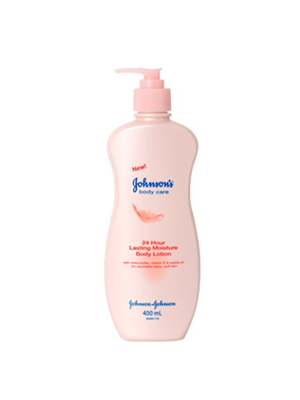 New!
Johnson's
body care
24 Hour
Lasting Moisture
Body Lotion
Johnson & Johnson
400 mL